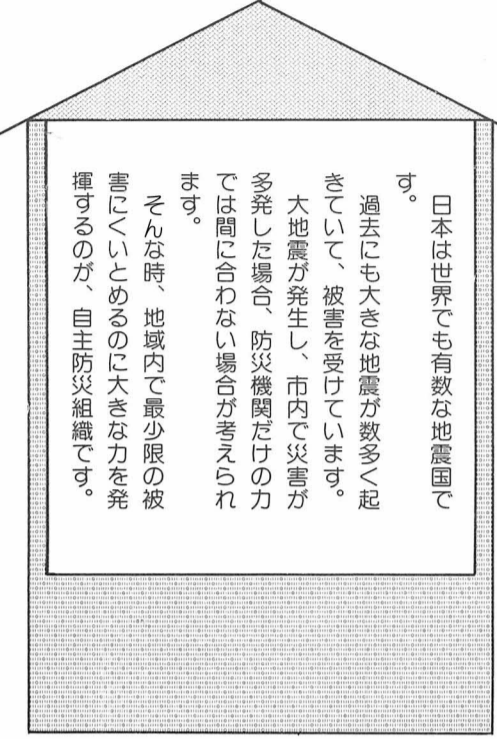 日本は世界でも有数な地震国で
す。
過去にも大きな地震が数多く起
きていて、被害を受けています。
大地震が発生し、市内で災害が
多発した場合、防災機関だけの力
では間に合わない場合が考えられ
ます。
そんな時、地域内で最少限の被
害にくいとめるのに大きな力を発
揮するのが、自主防災組織です。